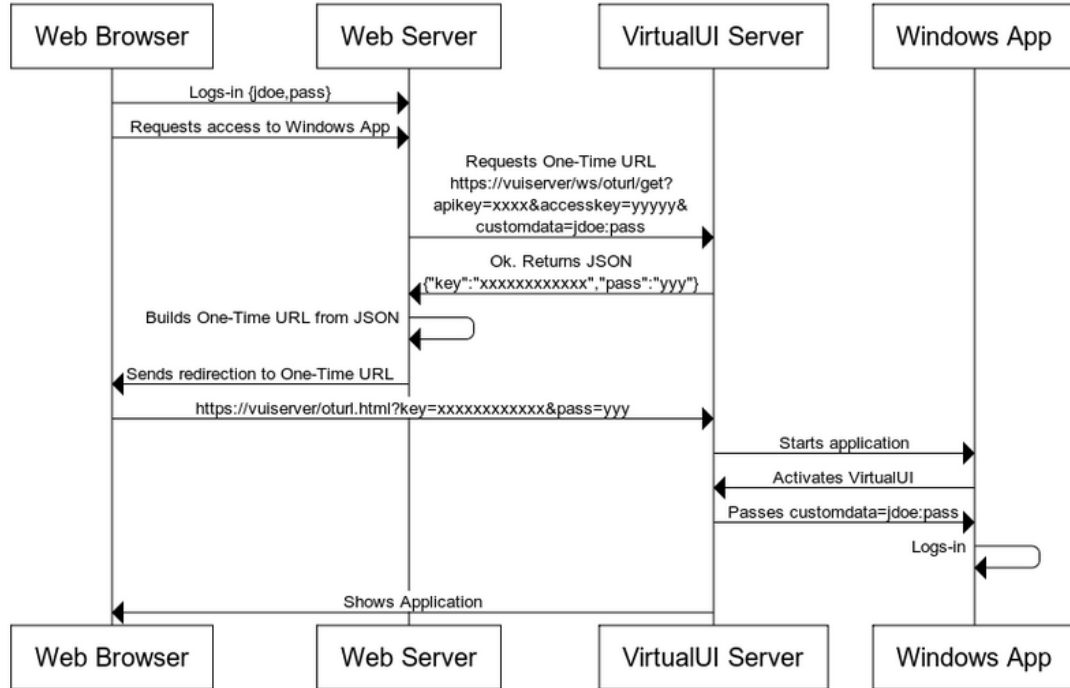 Web Browser
Web Server
VirtualUI Server
Windows App
Logs-in {jdoe,pass}
Requests access to Windows App
Requests One-Time URL
https://vuiserver/ws/oturl/get?
apikey=xxxx&accesskey=yyyyy&
customdata=jdoe:pass
Ok. Returns JSON
{"key":"xxxxxxxxxxxx","pass":"yyy"}
Builds One-Time URL from JSON
Sends redirection to One-Time URL
https://vuiserver/oturl.html?key=xxxxxxxxxxxx&pass=yyy
Starts application
Activates VirtualUI
Passes customdata=jdoe:pass
Logs-in
Shows Application
Web Browser
Web Server
VirtualUI Server
Windows App